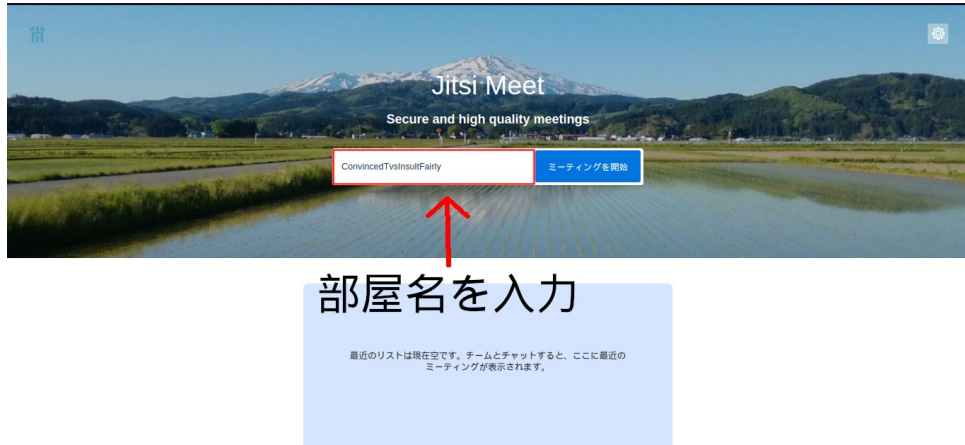 Jitsi Meet
Secure and high quality meetings
ConvincedTvsInsultFairly
ミーティングを開始
部屋名を入力
最近のリストは現在空です。チームとチャットすると、ここに最近の
ミーティングが表示されます。